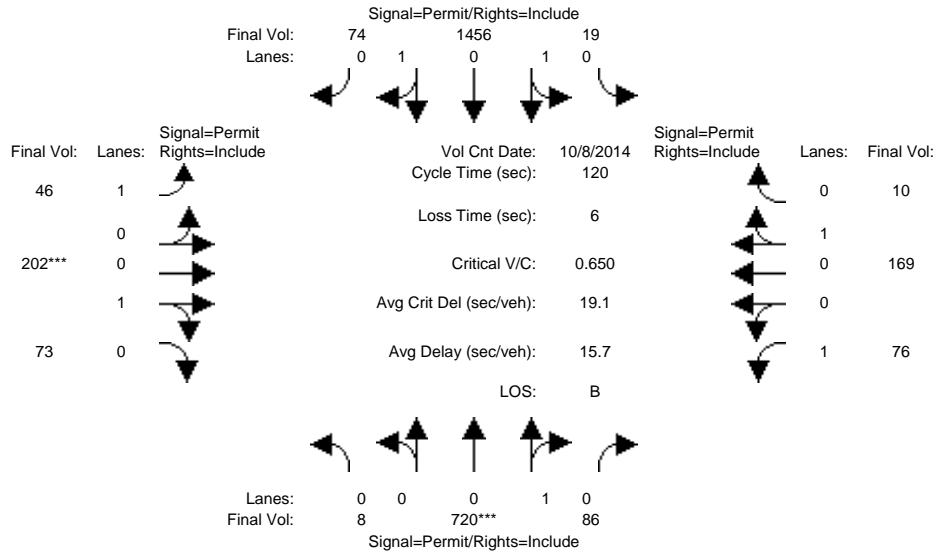 Signal=Permit/Rights=Include
Final Vol: 74 1456 19
Lanes: 0 1 0 1 0
Signal=Permit
Final Vol: Lanes: Rights=Include
Vol Cnt Date: 10/8/2014
Signal=Permit
Rights=Include Lanes: Final Vol:
Cycle Time (sec): 120
46 1
0 10
Loss Time (sec): 6
0
1
202*** 0
Critical V/C: 0.650
0 169
1
Avg Crit Del (sec/veh): 19.1
0
73 0
Avg Delay (sec/veh): 15.7
1 76
LOS: B
Lanes: 0 0 0 1 0
Final Vol: 8 720*** 86
Signal=Permit/Rights=Include